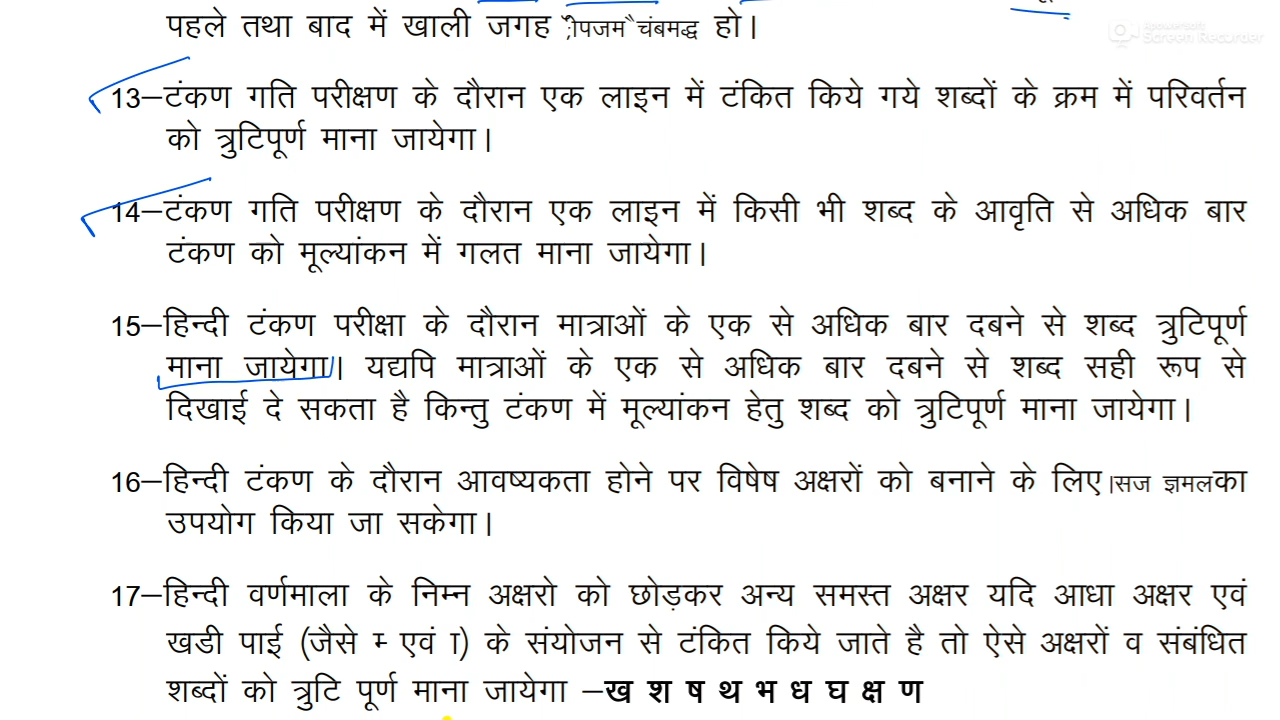 पहले तथा बाद में खाली जगह हो।
Apowersoft
Screen Recorder
13–टंकण गति परीक्षण के दौरान एक लाइन में टंकित किये गये शब्दों के क्रम में परिवर्तन
को त्रुटिपूर्ण माना जायेगा।
14–टंकण गति परीक्षण के दौरान एक लाइन में किसी भी शब्द के आवृति से अधिक बार
टंकण को मूल्यांकन में गलत माना जायेगा।
15–हिन्दी टंकण परीक्षा के दौरान मात्राओं के एक से अधिक बार दबने से शब्द त्रुटिपूर्ण
माना जायेगा। यद्यपि मात्राओं के एक से अधिक बार दबने से शब्द सही रूप से
दिखाई दे सकता है किन्तु टंकण में मूल्यांकन हेतु शब्द को त्रुटिपूर्ण माना जायेगा।
16–हिन्दी टंकण के दौरान आवष्यकता होने पर विषेष अक्षरों को बनाने के लिए ।सज ज्ञमल का
उपयोग किया जा सकेगा।
17–हिन्दी वर्णमाला के निम्न अक्षरो को छोड़कर अन्य समस्त अक्षर यदि आधा अक्षर एवं
खडी पाई (जैसे म्‍ एवं ा) के संयोजन से टंकित किये जाते है तो ऐसे अक्षरों व संबंधित
शब्दों को त्रुटि पूर्ण माना जायेगा –ख श ष थ भ ध घ क्ष ण